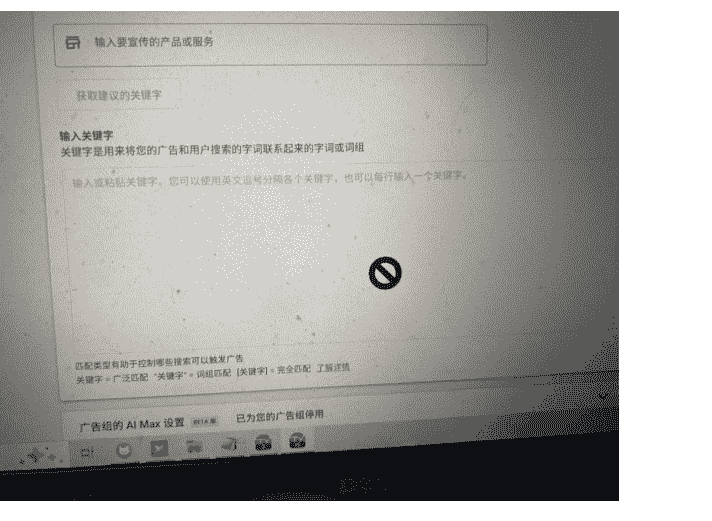 输入要宣传的产品或服务
获取建议的关键字
输入关键字
关键字是用来将您的广告和用户搜索的字词联系起来的字词或词组
输入或粘贴关键字。您可以使用英文逗号分隔各个关键字，也可以每行输入一个关键字。
匹配类型有助于控制哪些搜索可以触发广告
关键字 = 广泛匹配 "关键字" = 词组匹配 [关键字] = 完全匹配 了解详情
广告组的 AI Max 设置 BETA 版 已为您的广告组停用